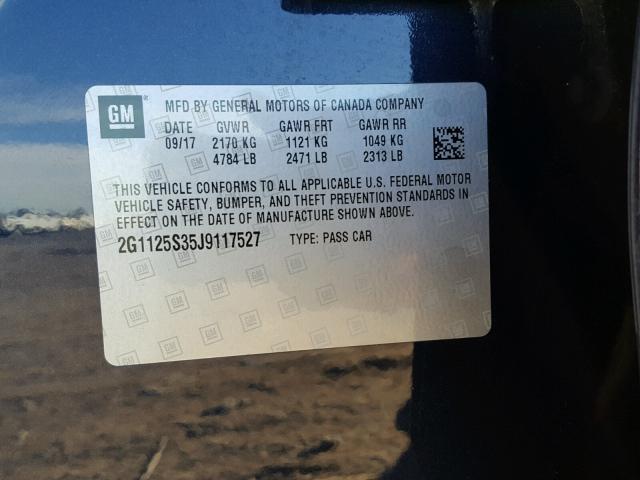 GM ® MFD BY GENERAL MOTORS OF CANADA COMPANY
DATE GVWR GAWR FRT GAWR RR
09/17 2170 KG 1121 KG 1049 KG
4784 LB 2471 LB 2313 LB
THIS VEHICLE CONFORMS TO ALL APPLICABLE U.S. FEDERAL MOTOR
VEHICLE SAFETY, BUMPER, AND THEFT PREVENTION STANDARDS IN
EFFECT ON THE DATE OF MANUFACTURE SHOWN ABOVE.
2G1125S35J9117527 TYPE: PASS CAR